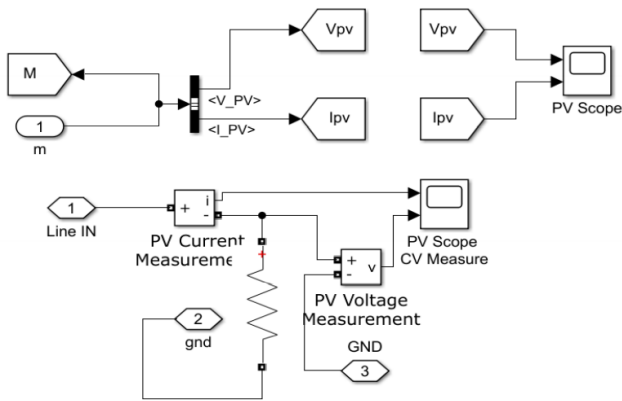 Vpv
Vpv
M
<V_PV>
PV Scope
1
Ipv
Ipv
<I_PV>
m
1
i
+
-
Line IN
PV Current
Measureme
PV Scope
CV Measure
+
+
v
-
PV Voltage
Measurement
2
gnd
GND
3